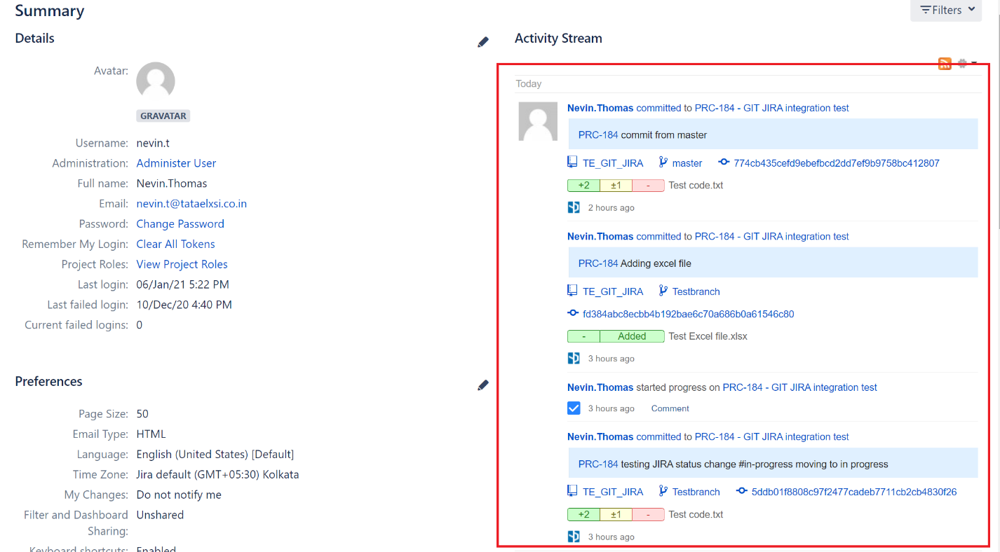 Summary
Filters
Details
Avatar:
GRAVATAR
Username: nevin.t
Administration: Administer User
Full name: Nevin.Thomas
Email: nevin.t@tataelxsi.co.in
Password: Change Password
Remember My Login: Clear All Tokens
Project Roles: View Project Roles
Last login: 06/Jan/21 5:22 PM
Last failed login: 10/Dec/20 4:40 PM
Current failed logins: 0
Preferences
Page Size: 50
Email Type: HTML
Language: English (United States) [Default]
Time Zone: Jira default (GMT+05:30) Kolkata
My Changes: Do not notify me
Filter and Dashboard Unshared
Sharing:
Keyboard shortcuts: Enabled
Activity Stream
Today
Nevin.Thomas committed to PRC-184 - GIT JIRA integration test
PRC-184 commit from master
TE_GIT_JIRA master 774cb435cefd9ebefbcd2dd7ef9b9758bc412807
+2 ±1 - Test code.txt
2 hours ago
Nevin.Thomas committed to PRC-184 - GIT JIRA integration test
PRC-184 Adding excel file
TE_GIT_JIRA Testbranch
fd384abc8ecbb4b192bae6c70a686b0a61546c80
- Added Test Excel file.xlsx
3 hours ago
Nevin.Thomas started progress on PRC-184 - GIT JIRA integration test
3 hours ago Comment
Nevin.Thomas committed to PRC-184 - GIT JIRA integration test
PRC-184 testing JIRA status change #in-progress moving to in progress
TE_GIT_JIRA Testbranch 5ddb01f8808c97f2477cadeb7711cb2cb4830f26
+2 ±1 - Test code.txt
3 hours ago